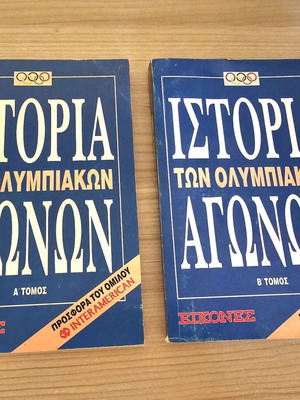 ΤΟΡΙΑ
ΟΛΥΜΠΙΑΚΩΝ
ΩΝΩΝ
Α΄ ΤΟΜΟΣ
ΠΡΟΣΦΟΡΑ ΤΟΥ ΟΜΙΛΟΥ
INTERAMERICAN
ΙΣΤΟΡΙ
ΤΩΝ ΟΛΥΜΠΙΑΚ
ΑΓΩΝΩ
Β΄ ΤΟΜΟΣ
ΕΙΚΟΝΕΣ